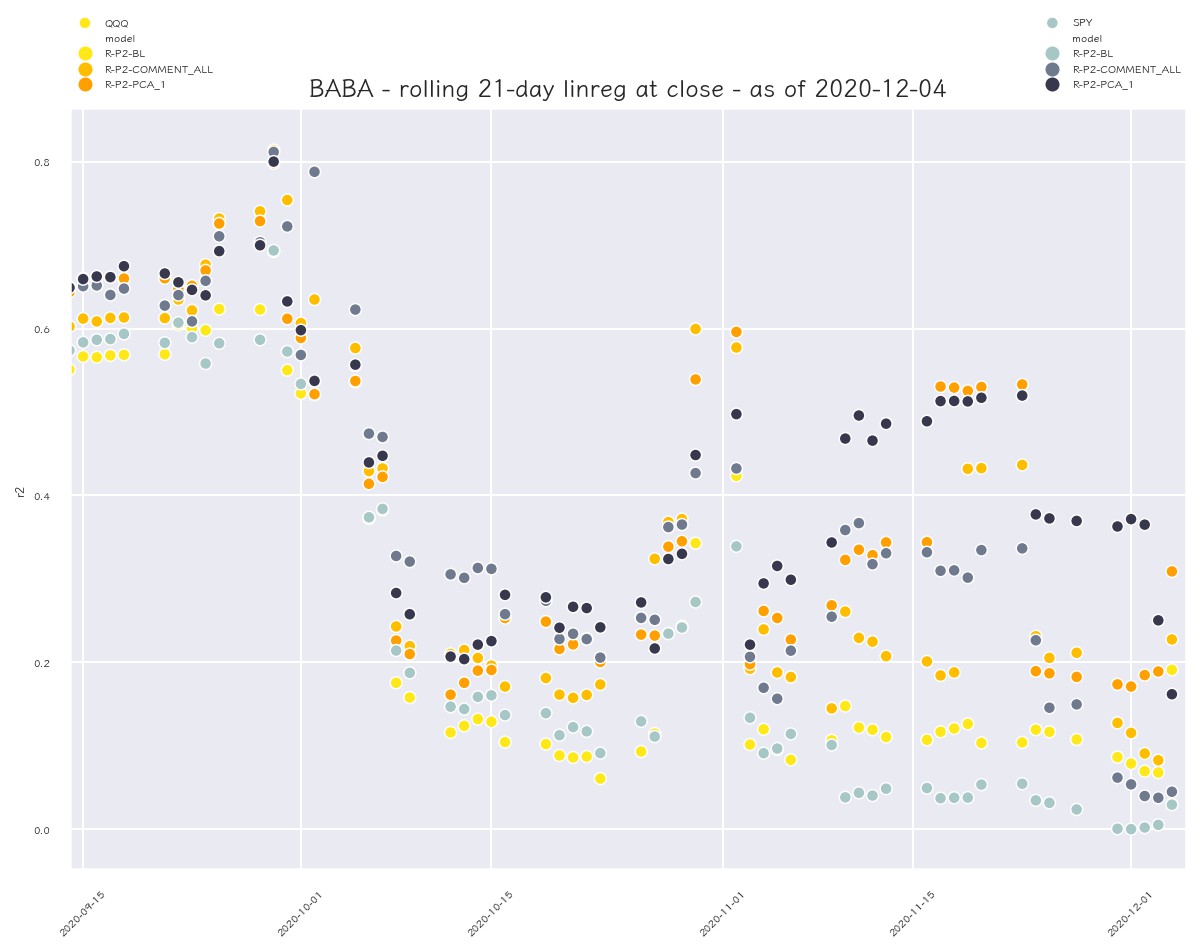 QQQ
model
R-P2-BL
R-P2-COMMENT_ALL
R-P2-PCA_1
SPY
model
R-P2-BL
R-P2-COMMENT_ALL
R-P2-PCA_1
BABA - rolling 21-day linreg at close - as of 2020-12-04
0.8
0.6
0.4
0.2
0.0
r2
2020-09-15
2020-10-01
2020-10-15
2020-11-01
2020-11-15
2020-12-01